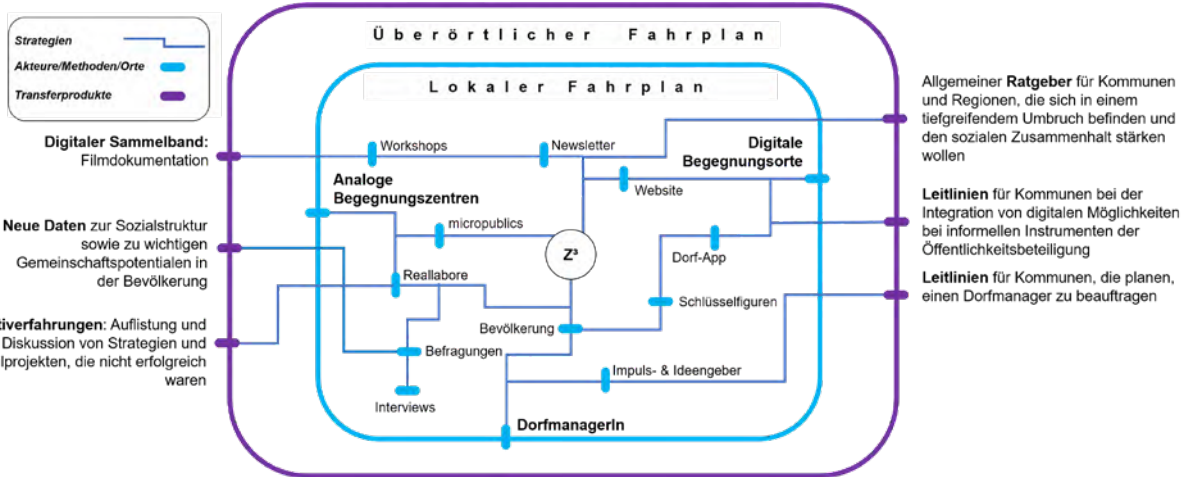 Strategien
Akteure/Methoden/Orte
Transferprodukte
Überörtlicher Fahrplan
Lokaler Fahrplan
Digitaler Sammelband:
Filmdokumentation
Neue Daten zur Sozialstruktur
sowie zu wichtigen
Gemeinschaftspotentialen in
der Bevölkerung
: Auflistung und
Diskussion von Strategien und
die nicht erfolgreich
waren
Workshops
Newsletter
Analoge
Begegnungszentren
micropublics
Reallabore
Befragungen
Interviews
Z³
Bevölkerung
DorfmanagerIn
Digitale
Begegnungsorte
Website
Dorf-App
Schlüsselfiguren
Impuls- & Ideengeber
Allgemeiner Ratgeber für Kommunen
und Regionen, die sich in einem
tiefgreifendem Umbruch befinden und
den sozialen Zusammenhalt stärken
wollen
Leitlinien für Kommunen bei der
Integration von digitalen Möglichkeiten
bei informellen Instrumenten der
Öffentlichkeitsbeteiligung
Leitlinien für Kommunen, die planen,
einen Dorfmanager zu beauftragen